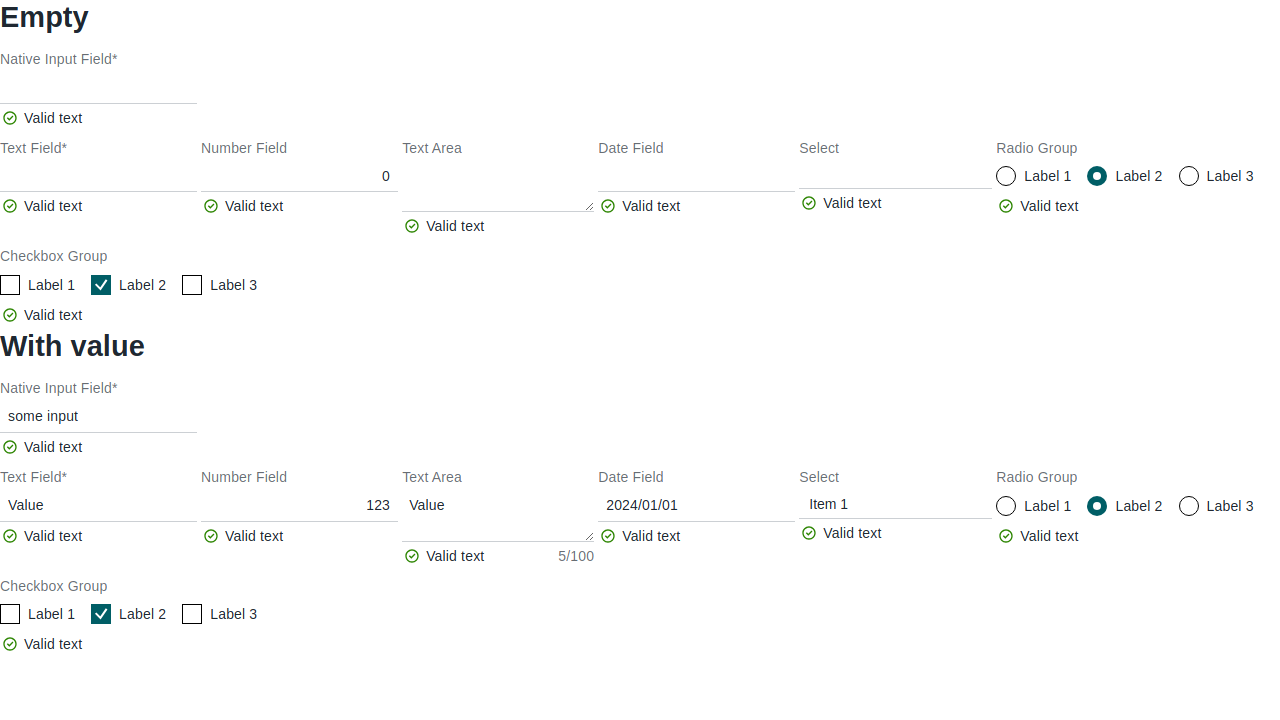 Empty
Native Input Field*
Valid text
Text Field* Number Field Text Area Date Field Select Radio Group
0 Label 1 Label 2 Label 3
Valid text Valid text Valid text Valid text Valid text
Valid text
Checkbox Group
Label 1 Label 2 Label 3
Valid text
With value
Native Input Field*
some input
Valid text
Text Field* Number Field Text Area Date Field Select Radio Group
Value 123 Value 2024/01/01 Item 1 Label 1 Label 2 Label 3
Valid text Valid text Valid text Valid text Valid text
Valid text 5/100
Checkbox Group
Label 1 Label 2 Label 3
Valid text